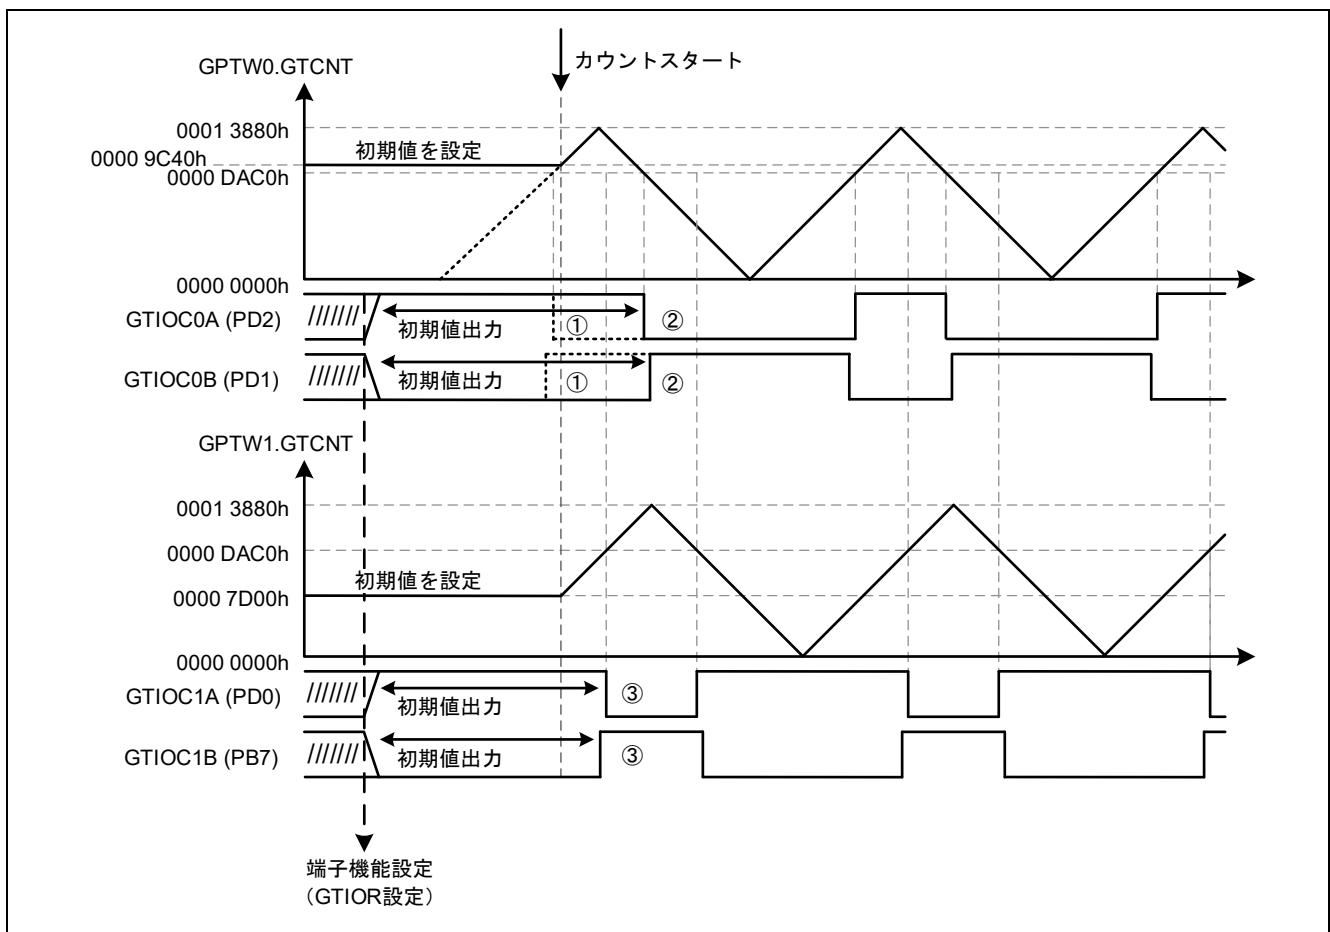 カウントスタート
GPTW0.GTCNT
0001 3880h
0000 9C40h
初期値を設定
0000 DAC0h
0000 0000h
GTIOC0A (PD2)
初期値出力
①
②
GTIOC0B (PD1)
初期値出力
①
②
GPTW1.GTCNT
0001 3880h
0000 DAC0h
初期値を設定
0000 7D00h
0000 0000h
GTIOC1A (PD0)
初期値出力
③
GTIOC1B (PB7)
初期値出力
③
端子機能設定
（GTIOR設定）